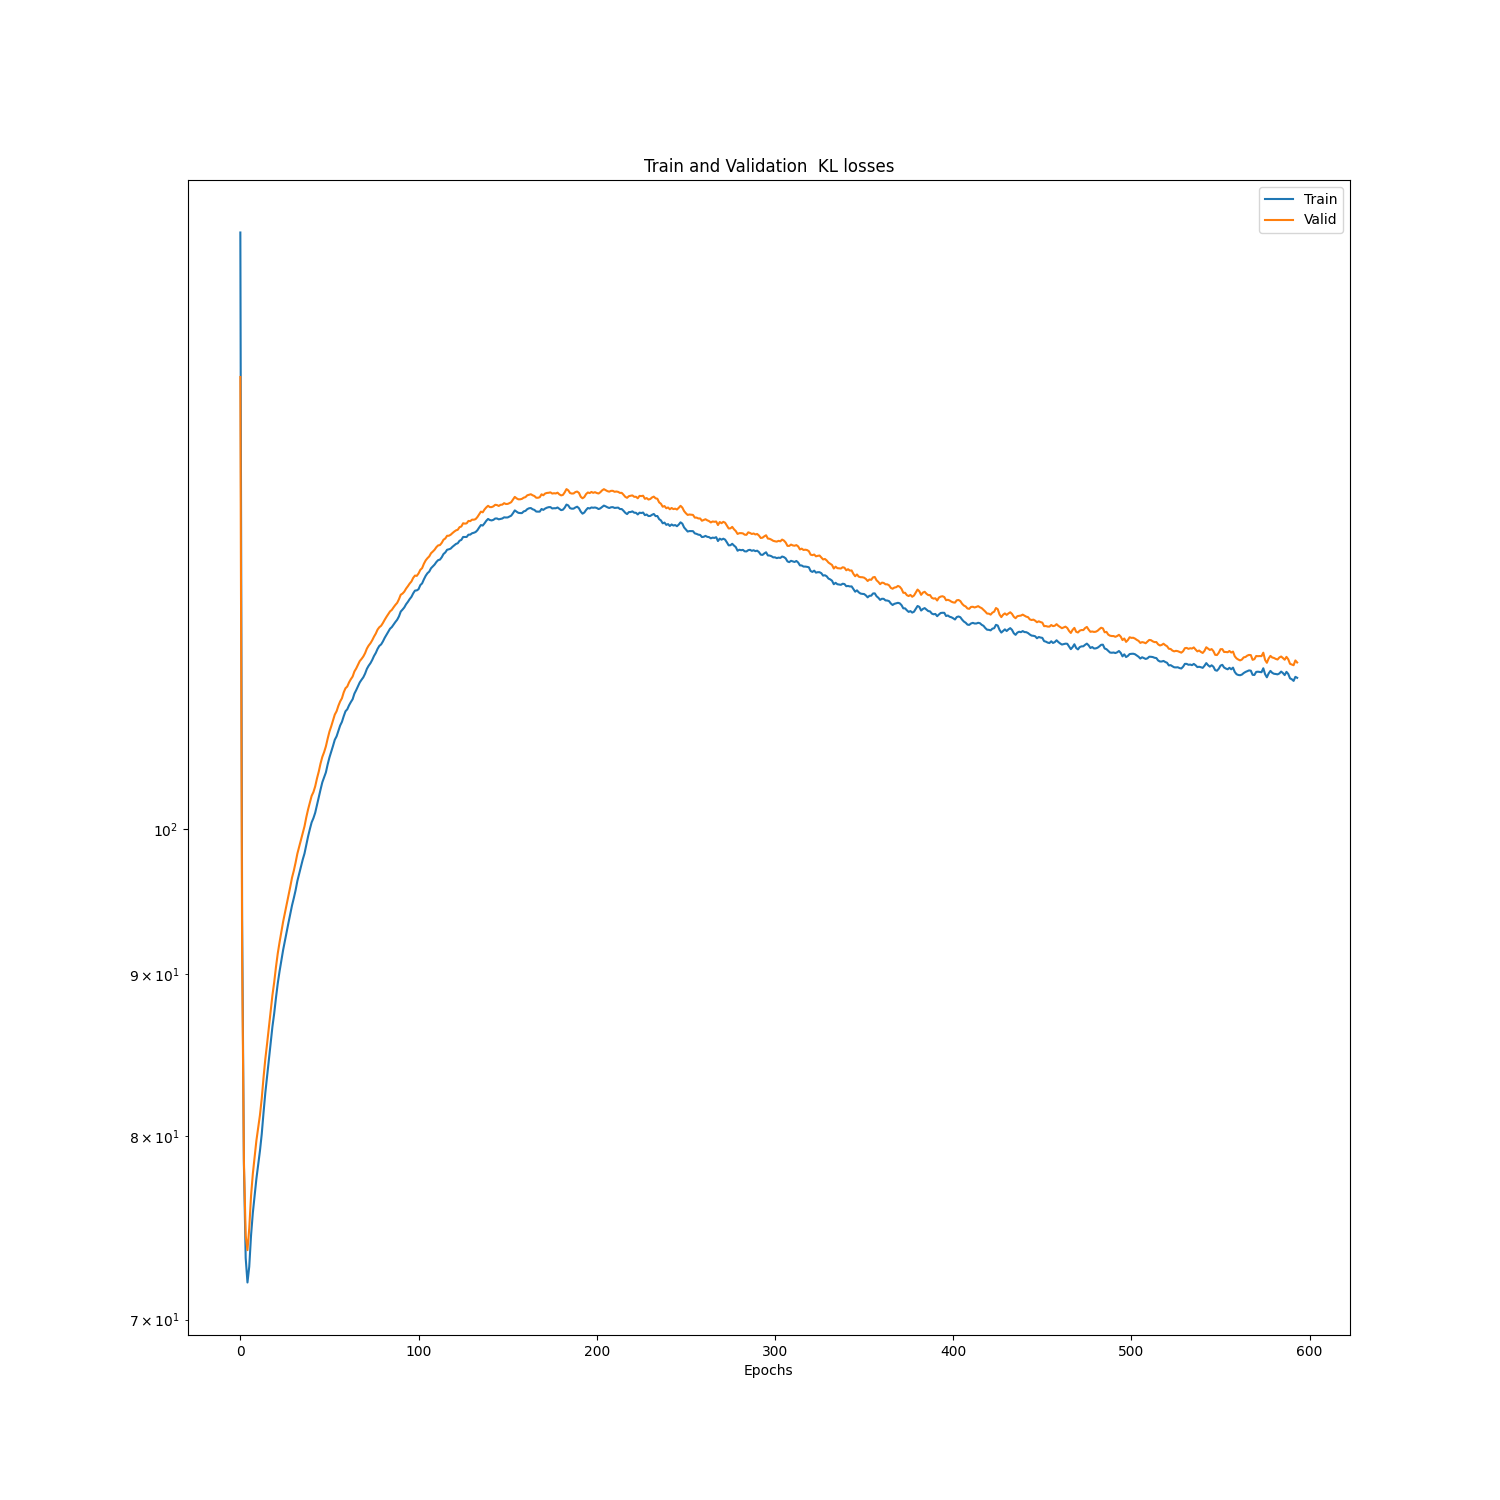 Train and Validation  KL losses
Train
Valid
10²
9 × 10¹
8 × 10¹
7 × 10¹
0 100 200 300 400 500 600
Epochs